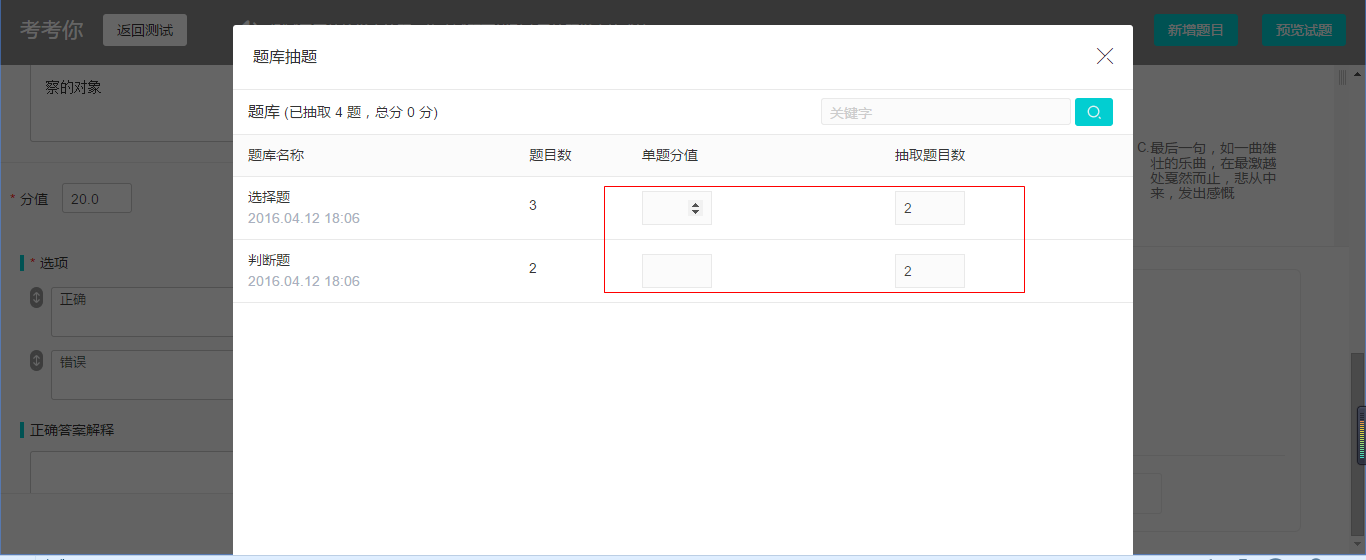 考考你
返回测试
新增题目
预览试题
题库抽题
察的对象
题库 (已抽取 4 题，总分 0 分)
关键字
题库名称 题目数 单题分值 抽取题目数
C.最后一句，如一曲雄
壮的乐曲，在最激越
处戛然而止，悲从中
来，发出感慨
* 分值 20.0
选择题
2016.04.12 18:06
3
2
* 选项
判断题
2016.04.12 18:06
2
2
正确
错误
正确答案解释